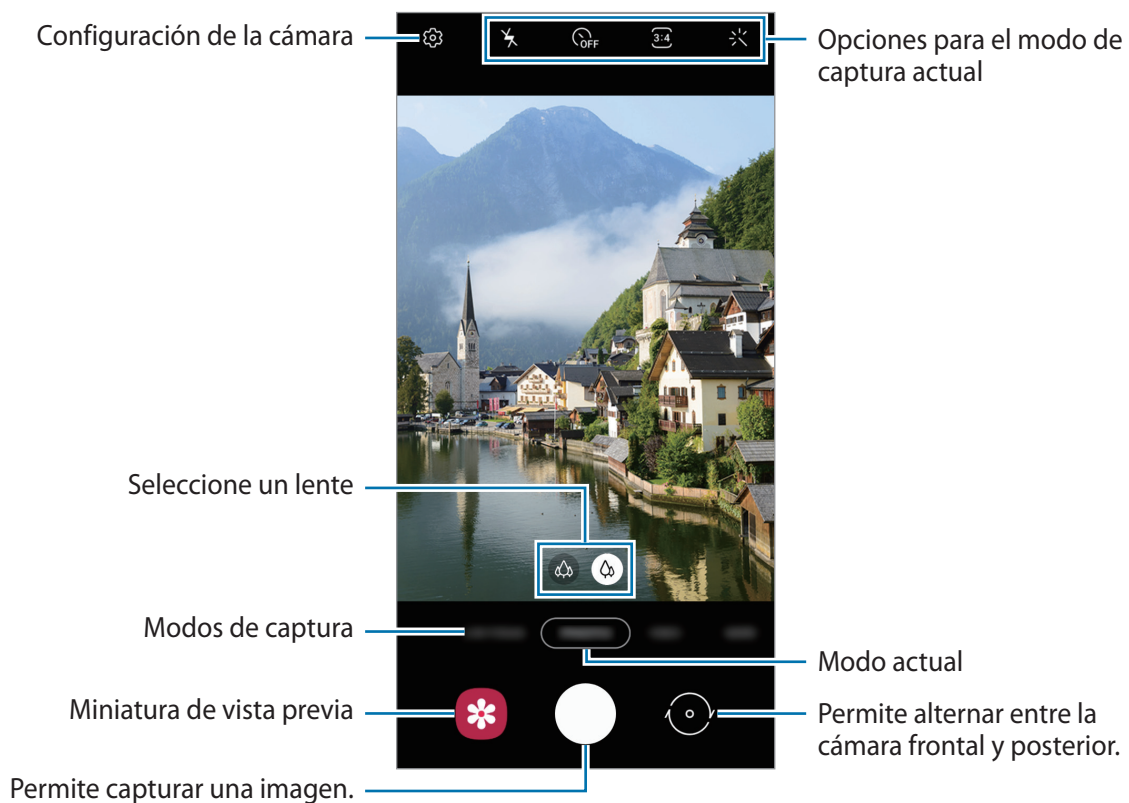 Configuración de la cámara
OFF
3:4
Opciones para el modo de
captura actual
Seleccione un lente
Modos de captura
Modo actual
Miniatura de vista previa
Permite alternar entre la
cámara frontal y posterior.
Permite capturar una imagen.